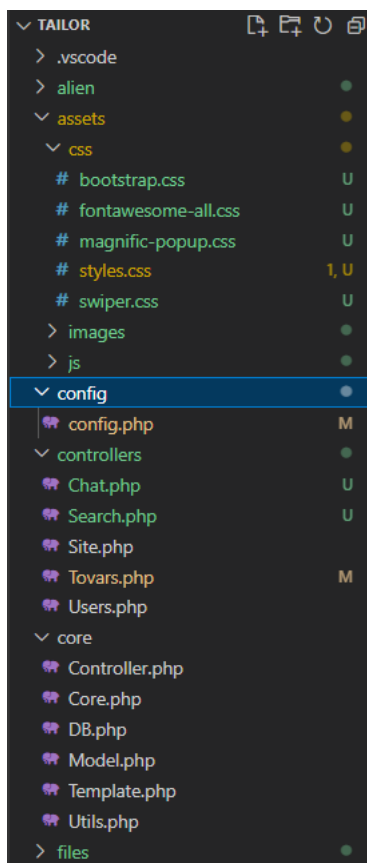 TAILOR
.vscode
alien
assets
css
# bootstrap.css U
# fontawesome-all.css U
# magnific-popup.css U
# styles.css 1, U
# swiper.css U
images
js
config
config.php M
controllers
Chat.php U
Search.php U
Site.php
Tovars.php M
Users.php
core
Controller.php
Core.php
DB.php
Model.php
Template.php
Utils.php
files